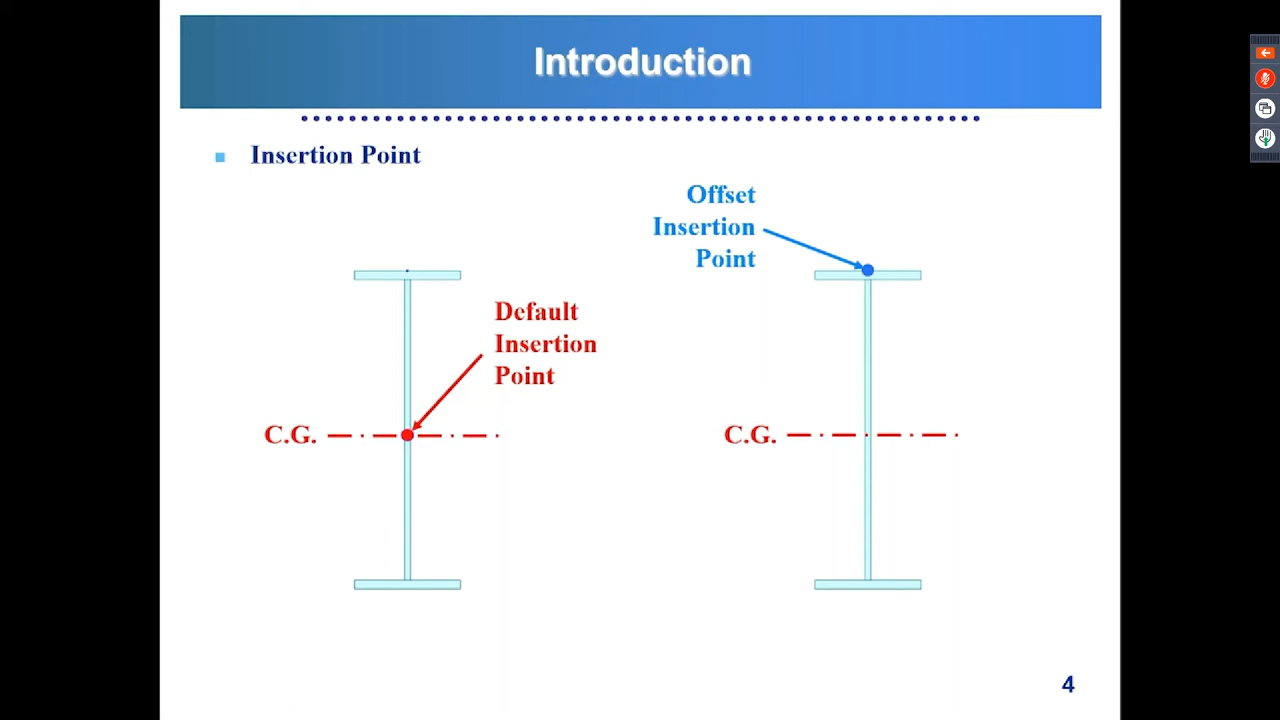 Introduction
Insertion Point
Offset
Insertion
Point
Default
Insertion
Point
C.G.
C.G.
4